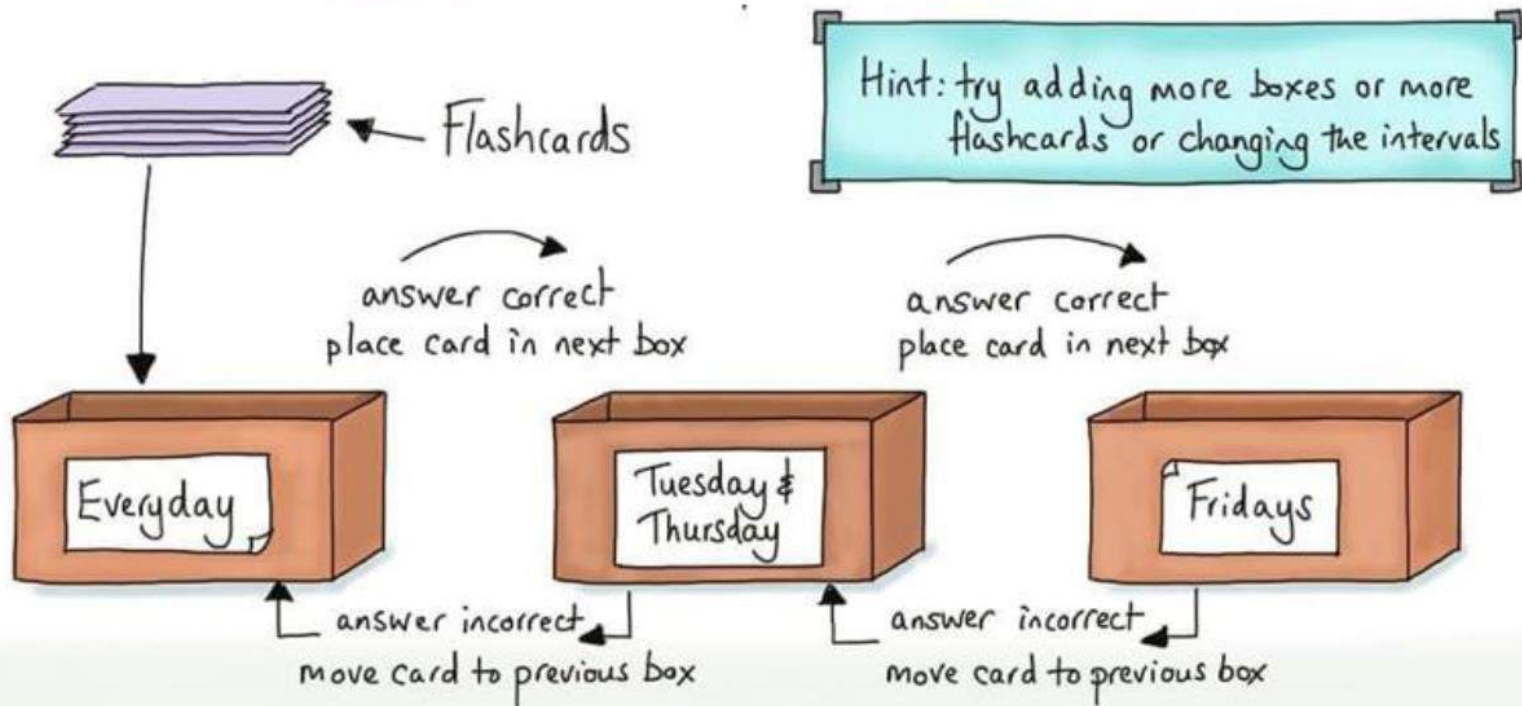 Flashcards
Hint: try adding more boxes or more
flashcards or changing the intervals
answer correct
place card in next box
answer correct
place card in next box
Everyday
Tuesday &
Thursday
Fridays
answer incorrect
move card to previous box
answer incorrect
move card to previous box